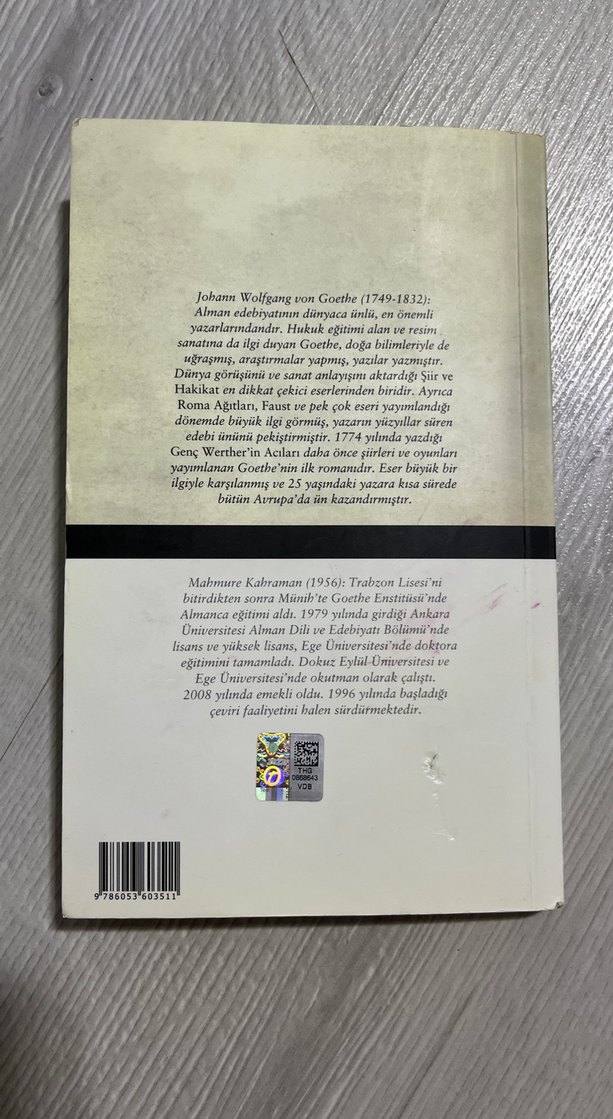 Johann Wolfgang von Goethe (1749-1832):
Alman edebiyatının dünyaca ünlü, en önemli
yazarlarındandır. Hukuk eğitimi alan ve resim
sanatına da ilgi duyan Goethe, doğa bilimleriyle de
uğraşmış, araştırmalar yapmış, yazılar yazmıştır.
Dünya görüşünü ve sanat anlayışını aktardığı Şiir ve
Hakikat en dikkat çekici eserlerinden biridir. Ayrıca
Roma Ağıtları, Faust ve pek çok eseri yayımlandığı
dönemde büyük ilgi görmüş, yazarın yüzyıllar süren
edebi ününü pekiştirmiştir. 1774 yılında yazdığı
Genç Werther'in Acıları daha önce şiirleri ve oyunları
yayımlanan Goethe'nin ilk romanıdır. Eser büyük bir
ilgiyle karşılanmış ve 25 yaşındaki yazara kısa sürede
bütün Avrupa'da ün kazandırmıştır.
Mahmure Kahraman (1956): Trabzon Lisesi'ni
bitirdikten sonra Münih'te Goethe Enstitüsü'nde
Almanca eğitimi aldı. 1979 yılında girdiği Ankara
Üniversitesi Alman Dili ve Edebiyatı Bölümü'nde
lisans ve yüksek lisans, Ege Üniversitesi'nde doktora
eğitimini tamamladı. Dokuz Eylül Üniversitesi ve
Ege Üniversitesi'nde okutman olarak çalıştı.
2008 yılında emekli oldu. 1996 yılında başladığı
çeviri faaliyetini halen sürdürmektedir.
THG
0868643
VDB
9 786053 603511